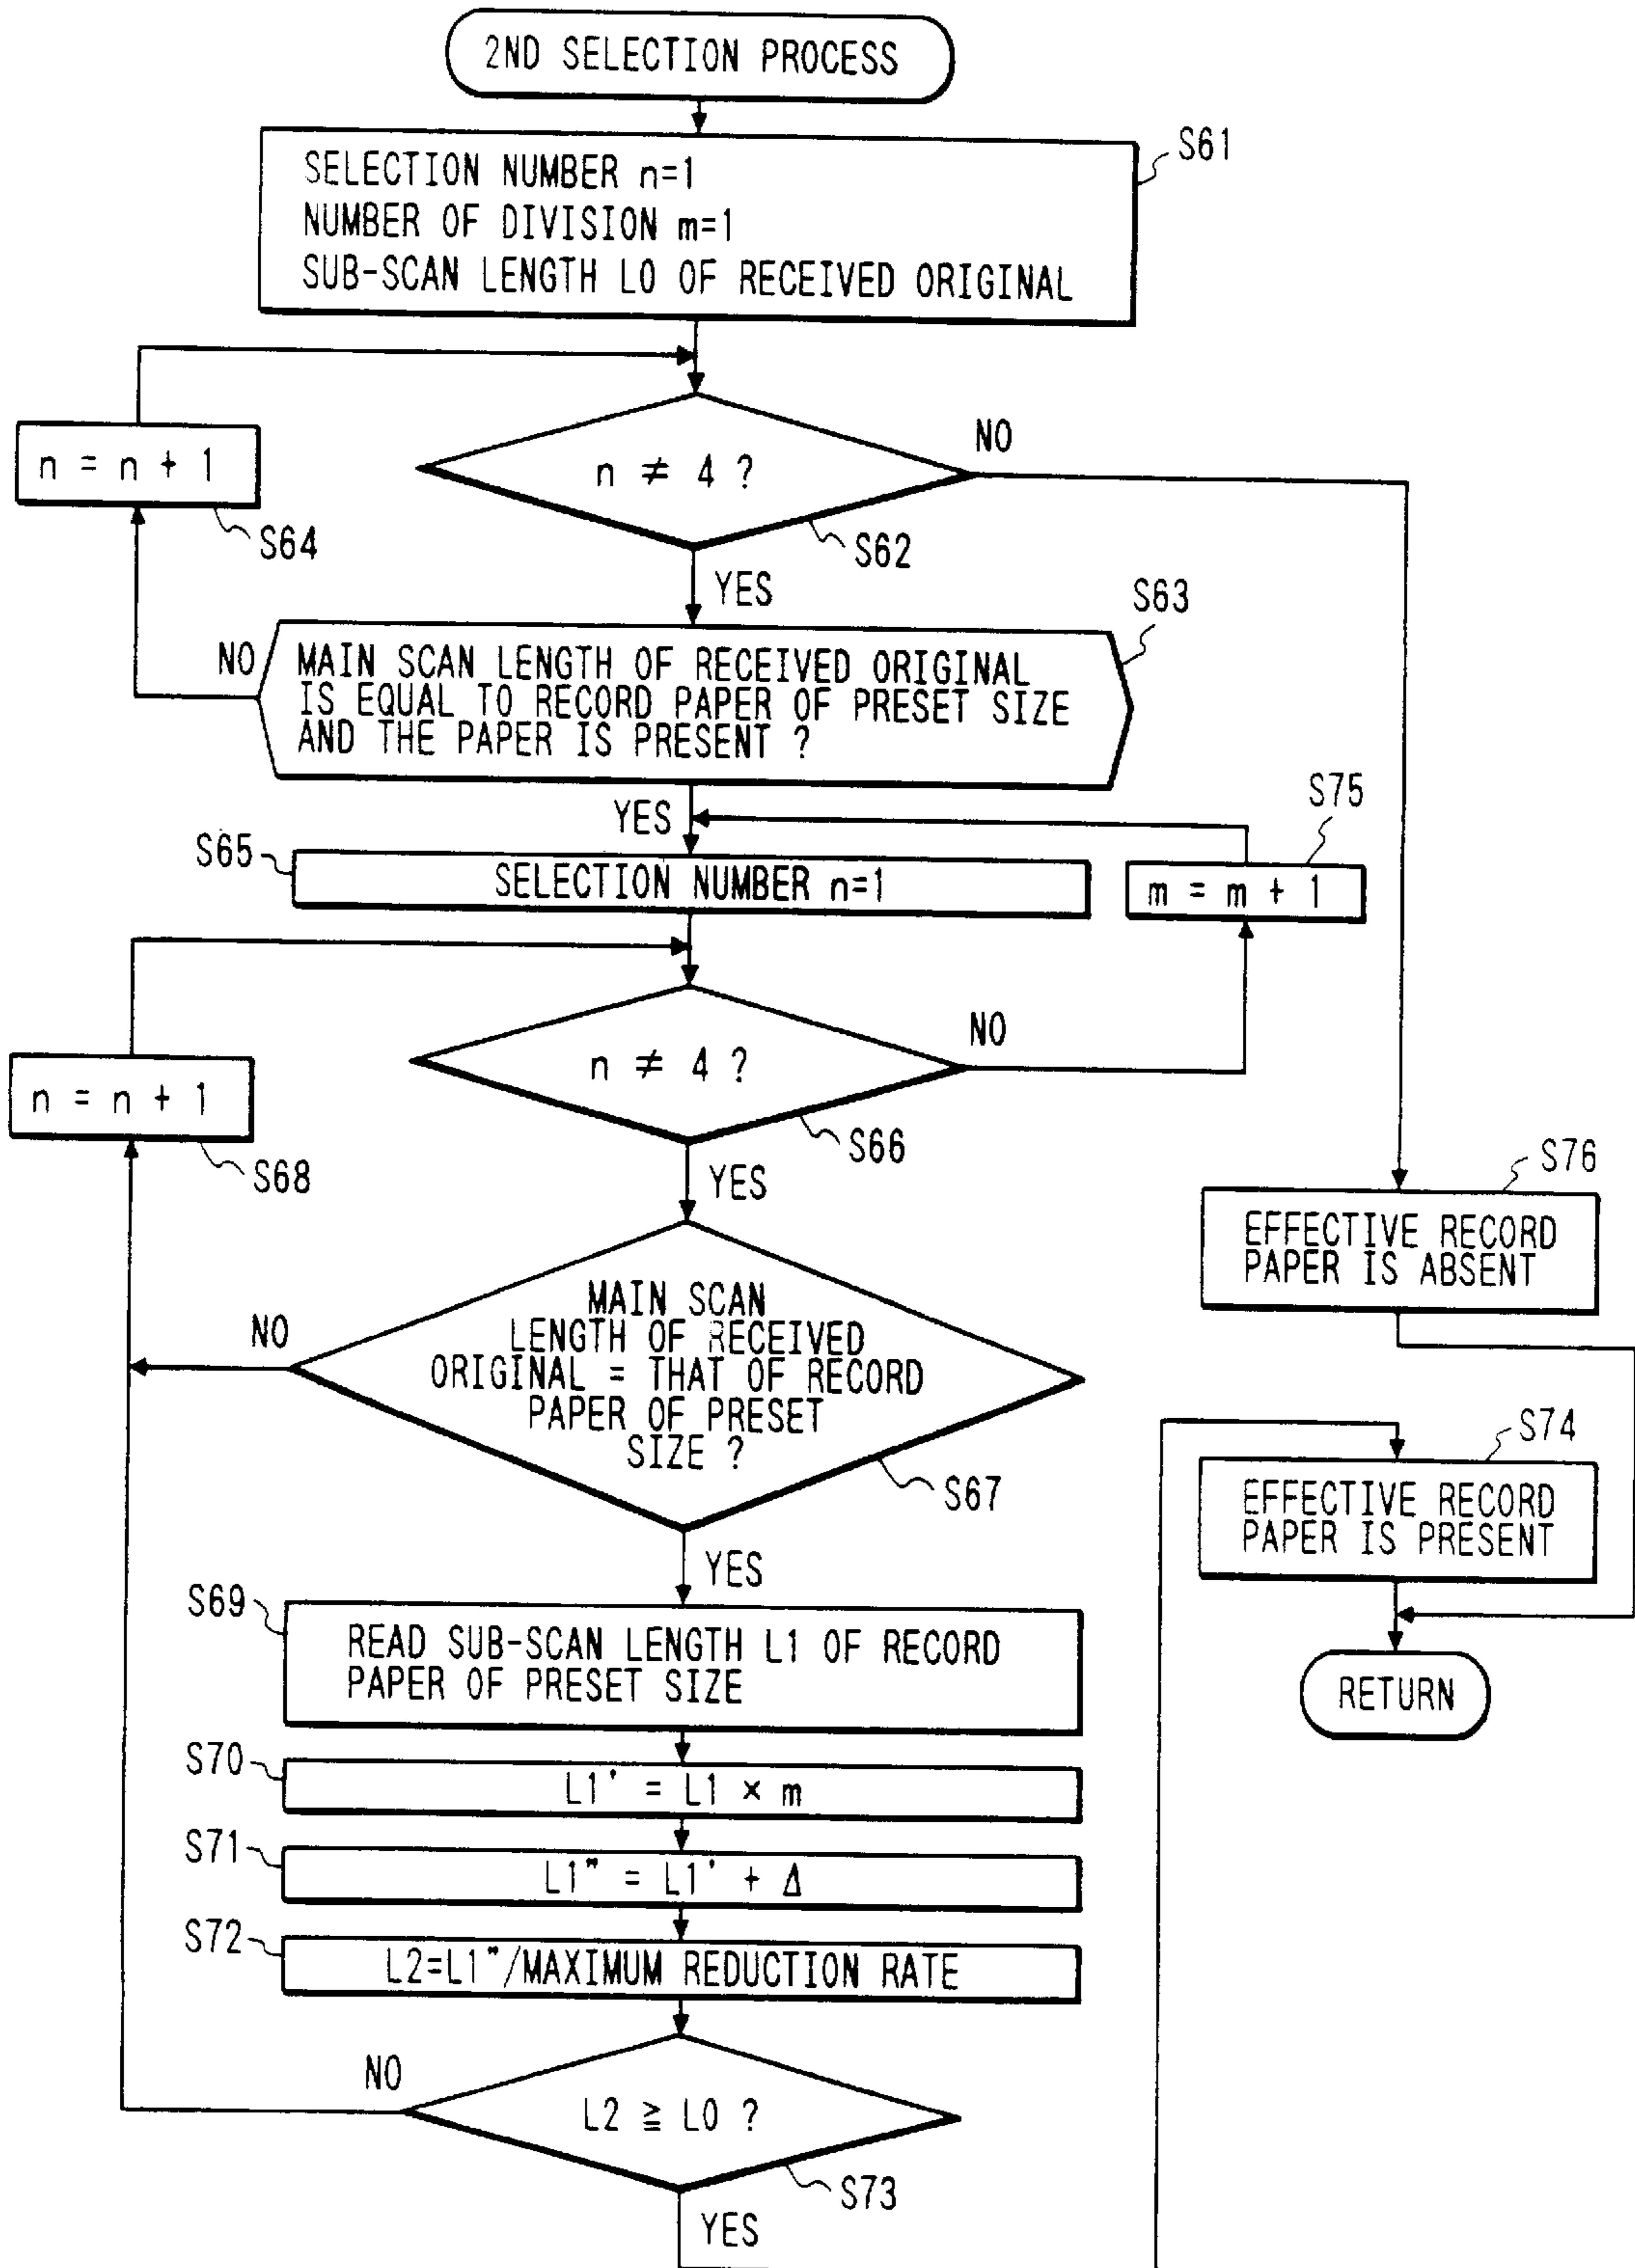 2ND SELECTION PROCESS
S61
SELECTION NUMBER n=1
NUMBER OF DIVISION m=1
SUB-SCAN LENGTH L0 OF RECEIVED ORIGINAL
n = n + 1
S64
n ≠ 4 ?
NO
S62
YES
S63
NO
MAIN SCAN LENGTH OF RECEIVED ORIGINAL
IS EQUAL TO RECORD PAPER OF PRESET SIZE
AND THE PAPER IS PRESENT ?
YES
S75
S65
SELECTION NUMBER n=1
m = m + 1
n ≠ 4 ?
NO
n = n + 1
S68
S66
YES
S76
EFFECTIVE RECORD
PAPER IS ABSENT
NO
MAIN SCAN
LENGTH OF RECEIVED
ORIGINAL = THAT OF RECORD
PAPER OF PRESET
SIZE ?
S67
S74
EFFECTIVE RECORD
PAPER IS PRESENT
YES
S69
READ SUB-SCAN LENGTH L1 OF RECORD
PAPER OF PRESET SIZE
RETURN
S70
L1' = L1 × m
S71
L1" = L1' + Δ
S72
L2=L1"/MAXIMUM REDUCTION RATE
NO
L2 ≧ L0 ?
S73
YES